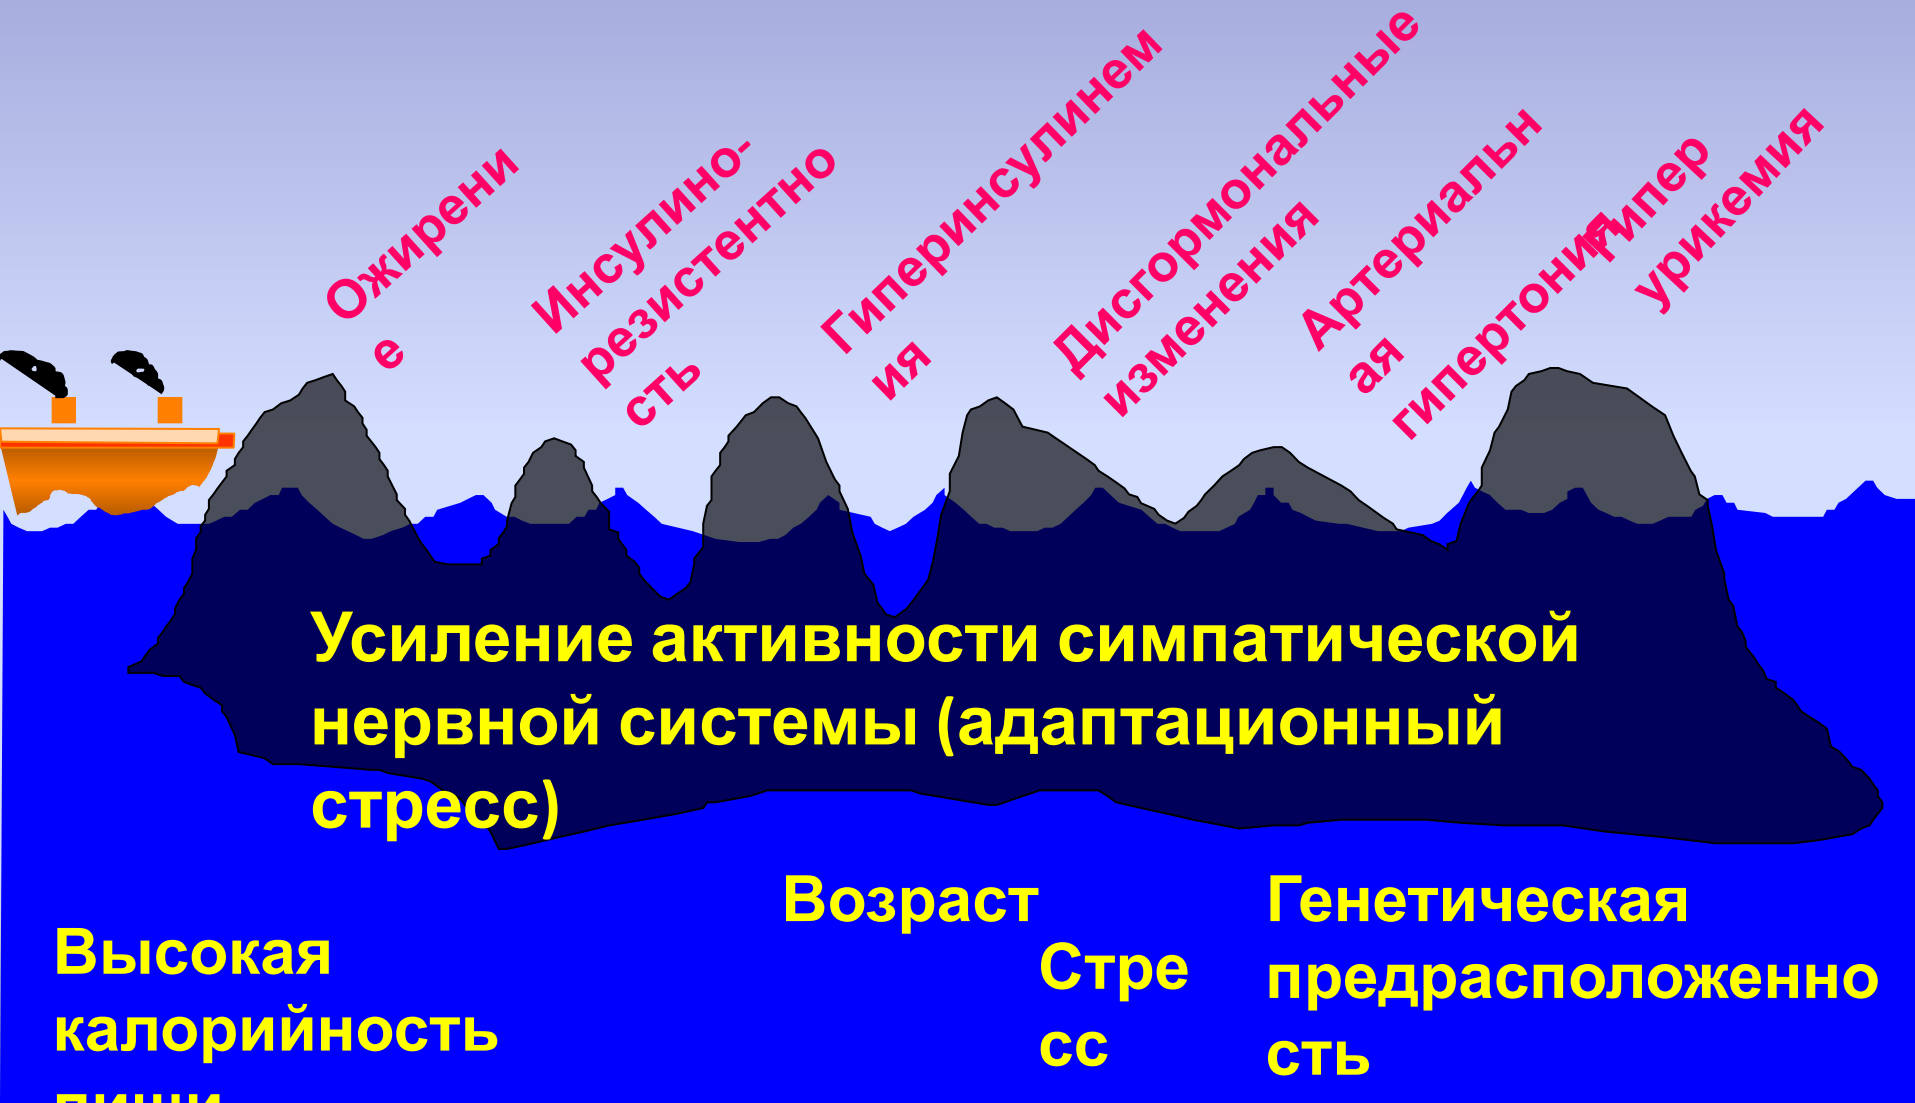 Ожирени
е
Инсулино-
резистентно
сть
Гиперинсулинем
ия
Дисгормональные
изменения
Артериальн
ая
гипертония
Гипер
урикемия
Усиление активности симпатической
нервной системы (адаптационный
стресс)
Возраст
Стре
сс
Генетическая
предрасположенно
сть
Высокая
калорийность
пищи